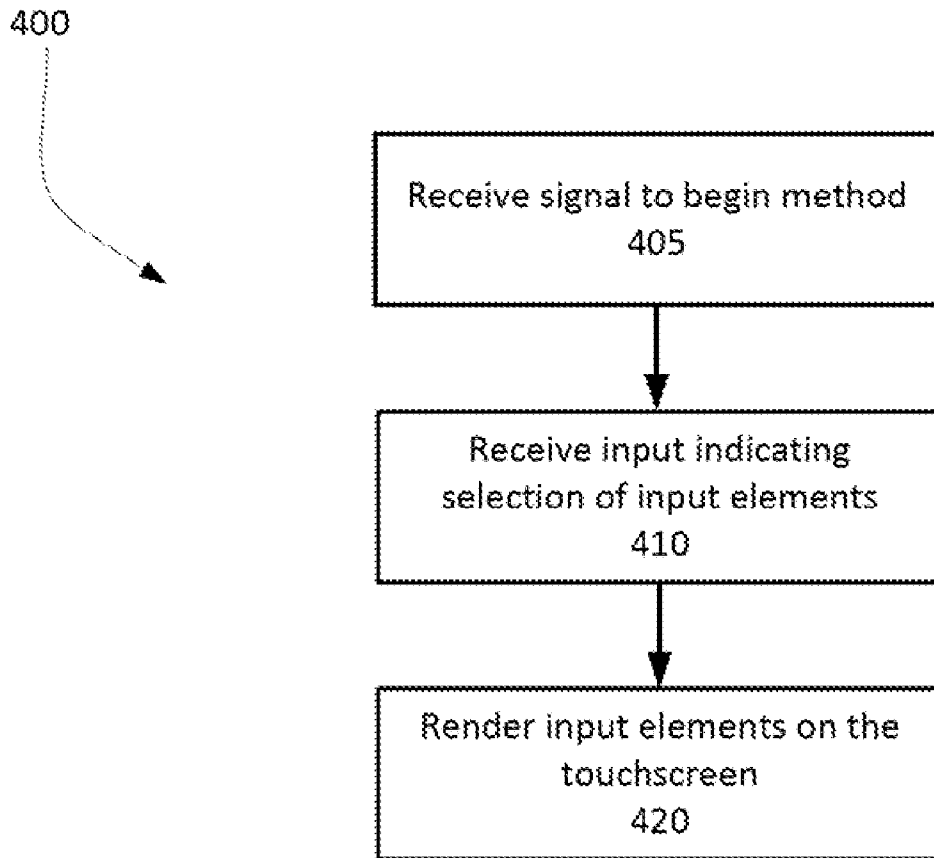 400
Receive signal to begin method
405
Receive input indicating
selection of input elements
410
Render input elements on the
touchscreen
420